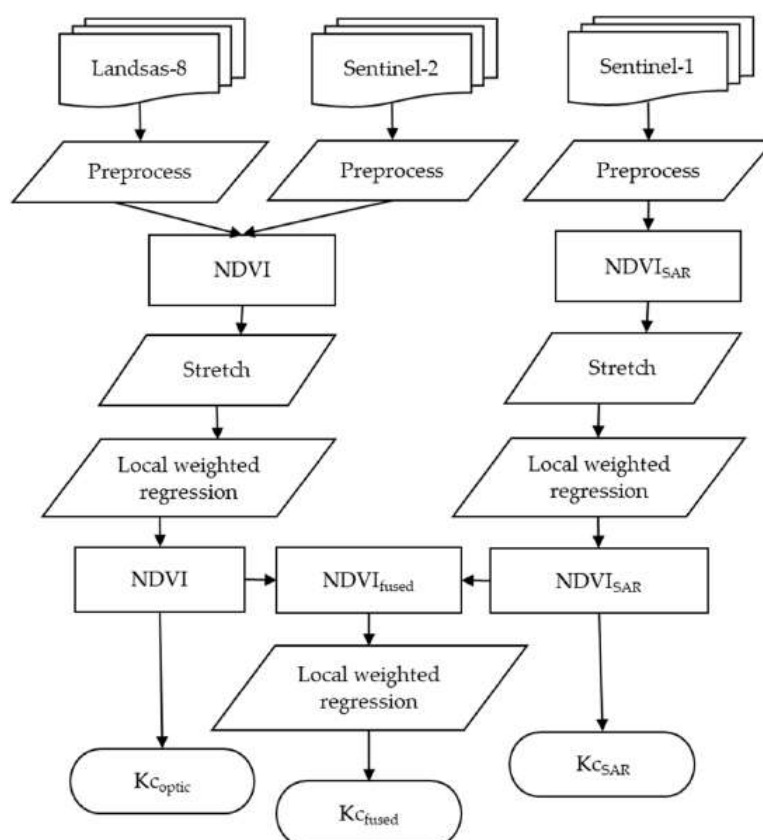 Landsas-8
Sentinel-2
Sentinel-1
Preprocess
Preprocess
Preprocess
NDVI
NDVISAR
Stretch
Stretch
Local weighted
regression
Local weighted
regression
NDVI
NDVIfused
NDVISAR
Local weighted
regression
Kcoptic
Kcfused
KcSAR